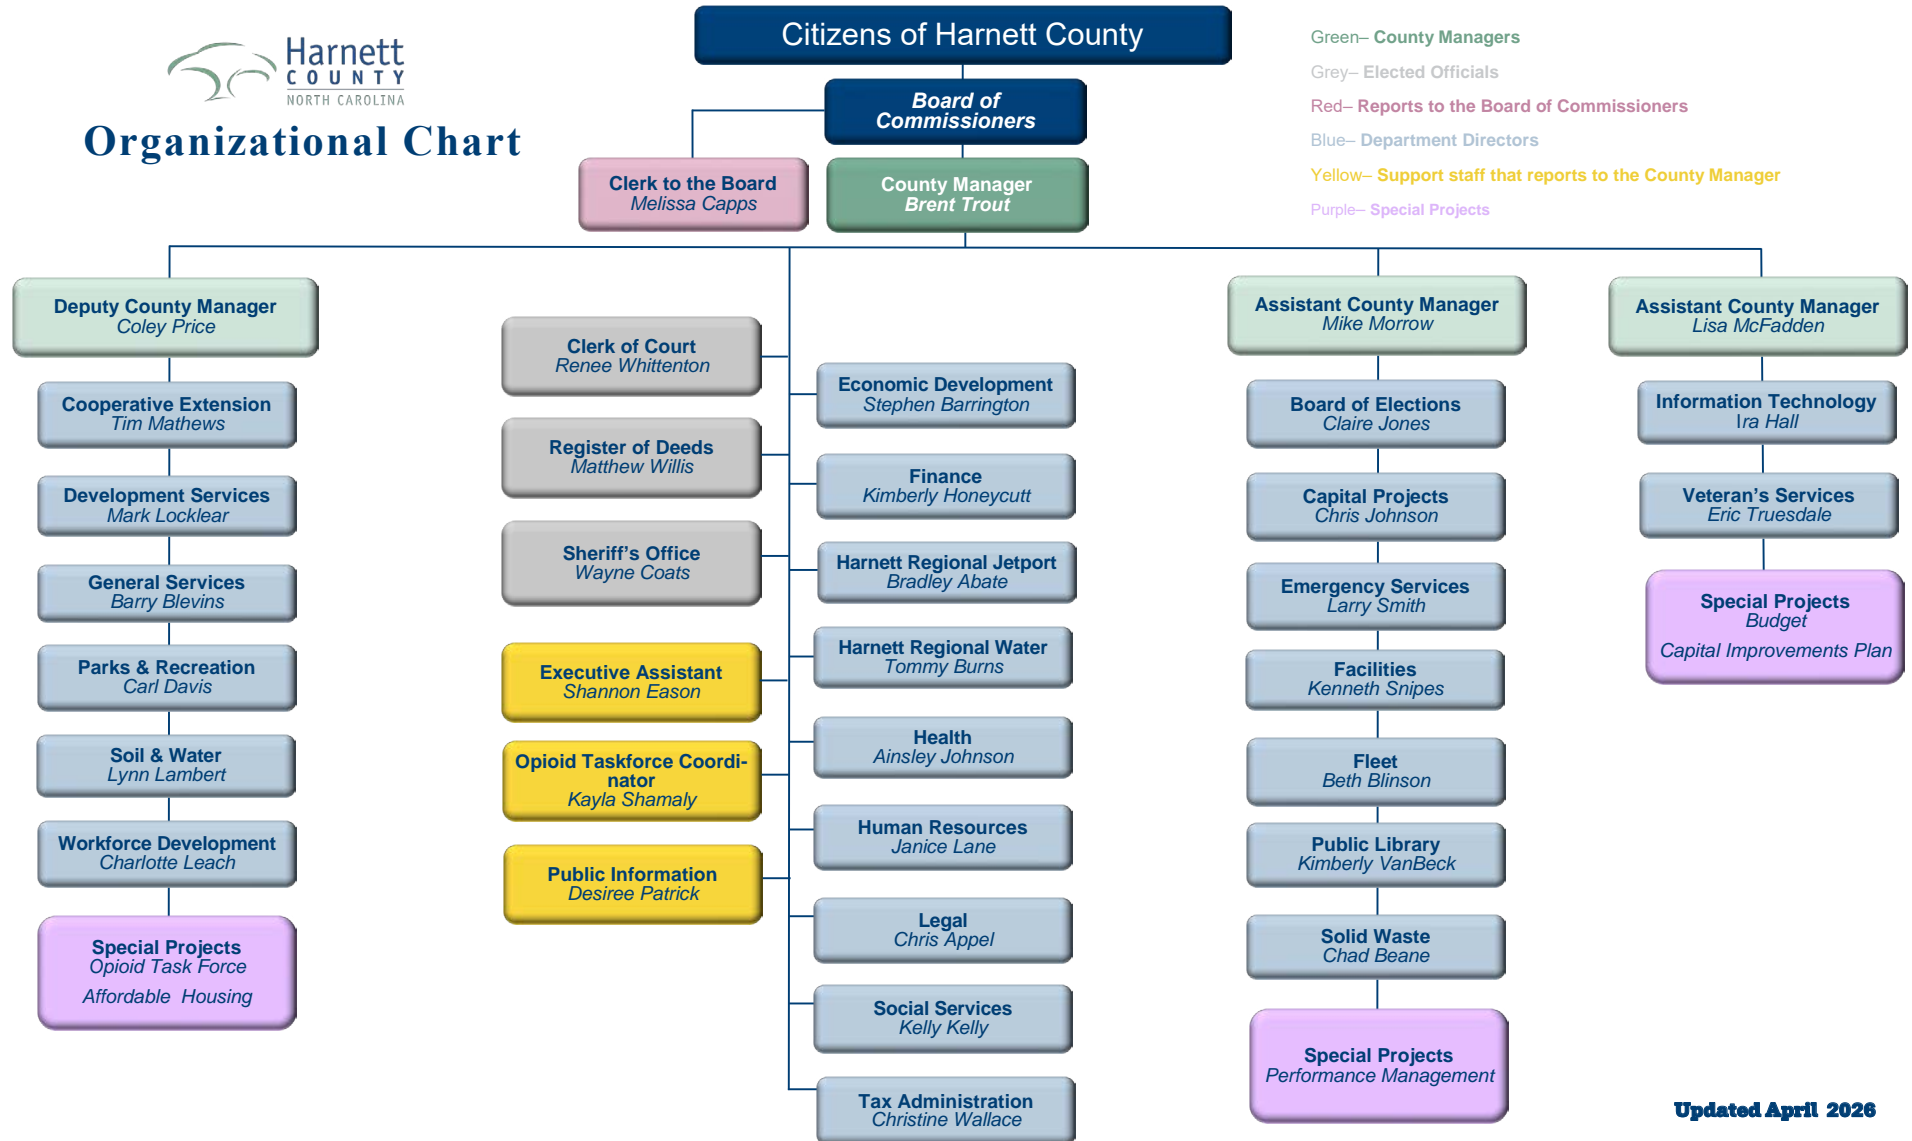 Harnett
COUNTY
NORTH CAROLINA
Organizational Chart
Citizens of Harnett County
Board of
Commissioners
Clerk to the Board
Melissa Capps
County Manager
Brent Trout
Green– County Managers
Grey– Elected Officials
Red– Reports to the Board of Commissioners
Blue– Department Directors
Yellow– Support staff that reports to the County Manager
Purple– Special Projects
Deputy County Manager
Coley Price
Cooperative Extension
Tim Mathews
Development Services
Mark Locklear
General Services
Barry Blevins
Parks & Recreation
Carl Davis
Soil & Water
Lynn Lambert
Workforce Development
Charlotte Leach
Special Projects
Opioid Task Force
Affordable Housing
Clerk of Court
Renee Whittenton
Register of Deeds
Matthew Willis
Sheriff’s Office
Wayne Coats
Executive Assistant
Shannon Eason
Opioid Taskforce Coordi-
nator
Kayla Shamaly
Public Information
Desiree Patrick
Economic Development
Stephen Barrington
Finance
Kimberly Honeycutt
Harnett Regional Jetport
Bradley Abate
Harnett Regional Water
Tommy Burns
Health
Ainsley Johnson
Human Resources
Janice Lane
Legal
Chris Appel
Social Services
Kelly Kelly
Tax Administration
Christine Wallace
Assistant County Manager
Mike Morrow
Board of Elections
Claire Jones
Capital Projects
Chris Johnson
Emergency Services
Larry Smith
Facilities
Kenneth Snipes
Fleet
Beth Blinson
Public Library
Kimberly VanBeck
Solid Waste
Chad Beane
Special Projects
Performance Management
Assistant County Manager
Lisa McFadden
Information Technology
Ira Hall
Veteran’s Services
Eric Truesdale
Special Projects
Budget
Capital Improvements Plan
Updated April 2026